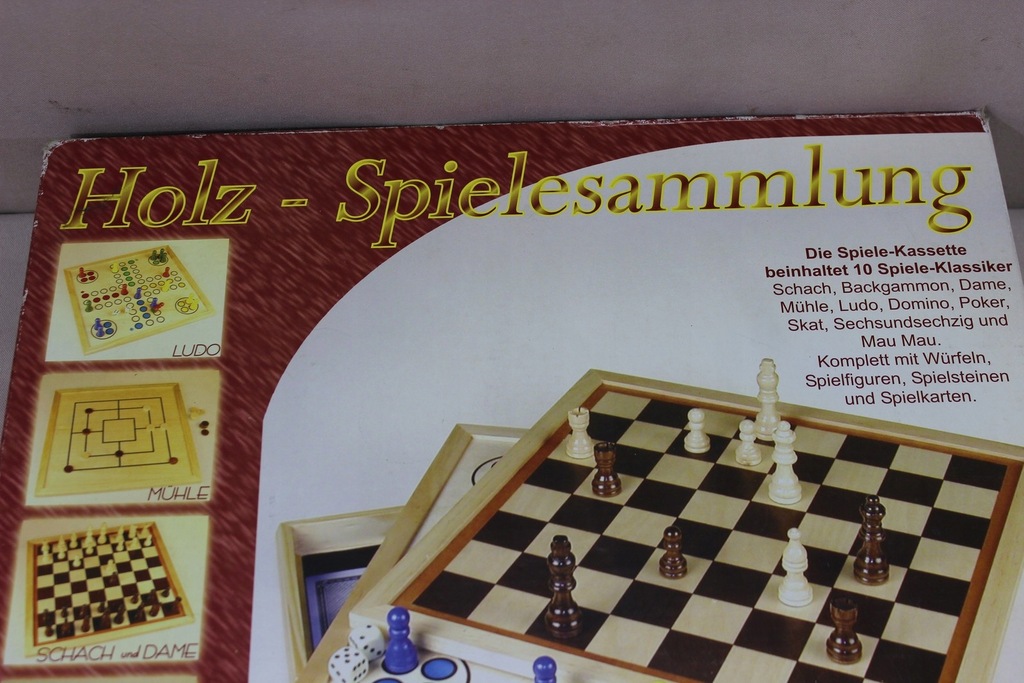 Holz - Spielesammlung
Die Spiele-Kassette
beinhaltet 10 Spiele-Klassiker
Schach, Backgammon, Dame,
Mühle, Ludo, Domino, Poker,
Skat, Sechsundsechzig und
Mau Mau.
Komplett mit Würfeln,
Spielfiguren, Spielsteinen
und Spielkarten.
LUDO
MÜHLE
SCHACH und DAME